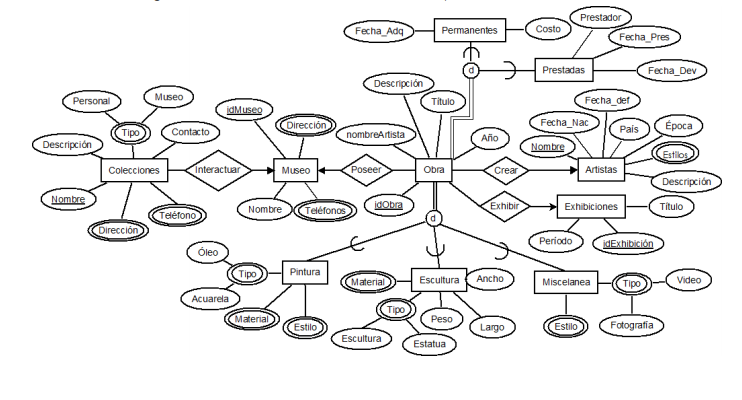 Prestador
Fecha_Adq
Permanentes
Costo
Fecha_Pres
d
Prestadas
Fecha_Dev
Descripción
Personal
Museo
Título
Fecha_def
idMuseo
Fecha_Nac
País
Época
Tipo
Contacto
Dirección
nombreArtista
Año
Descripción
Nombre
Estilos
Colecciones
Interactuar
Museo
Poseer
Obra
Crear
Artistas
Descripción
Nombre
Teléfono
Nombre
Teléfonos
idObra
Exhibir
Exhibiciones
Título
Dirección
d
Período
idExhibición
Óleo
Tipo
Pintura
Material
Escultura
Ancho
Miscelanea
Tipo
Video
Acuarela
Material
Estilo
Tipo
Peso
Largo
Estilo
Fotografía
Escultura
Estatua